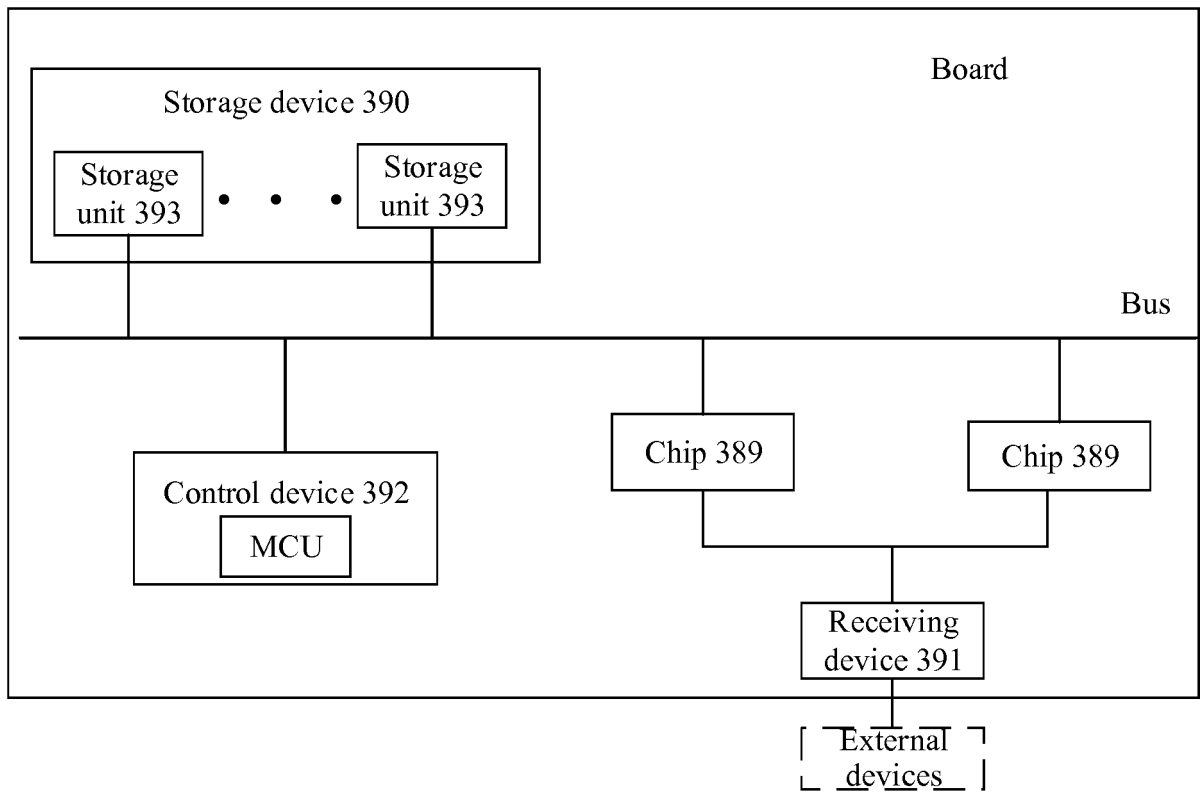 Board
Storage device 390
Storage
unit 393
Storage
unit 393
Bus
Chip 389
Chip 389
Control device 392
MCU
Receiving
device 391
External
devices